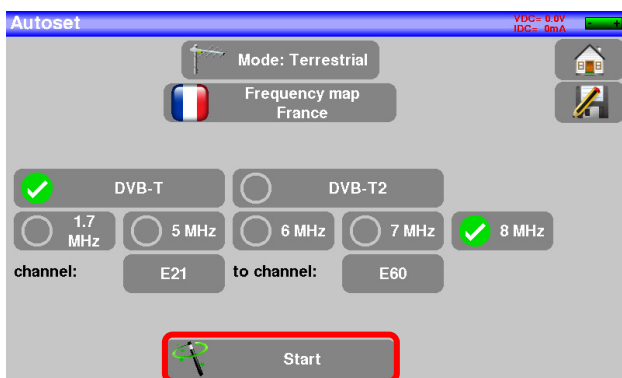 Autoset
VDC= 0.0V
IDC= 0mA
- +
Mode: Terrestrial
Frequency map
France
DVB-T
DVB-T2
1.7
MHz
5 MHz
6 MHz
7 MHz
8 MHz
channel:
E21
to channel:
E60
Start